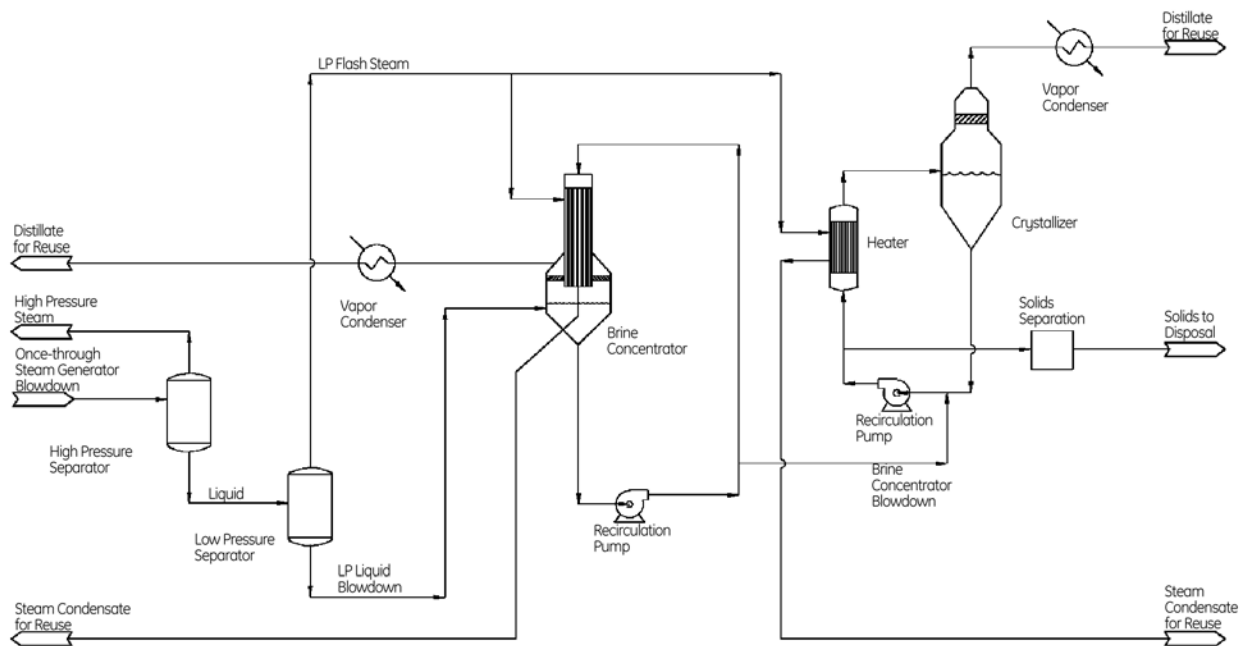 Distillate
for Reuse
LP Flash Steam
Vapor
Condenser
Distillate
for Reuse
Heater
Crystallizer
High Pressure
Steam
Vapor
Condenser
Brine
Concentrator
Solids
Separation
Solids to
Disposal
Once-through
Steam Generator
Blowdown
High Pressure
Separator
Recirculation
Pump
Liquid
Brine
Concentrator
Blowdown
Low Pressure
Separator
Recirculation
Pump
LP Liquid
Blowdown
Steam Condensate
for Reuse
Steam
Condensate
for Reuse